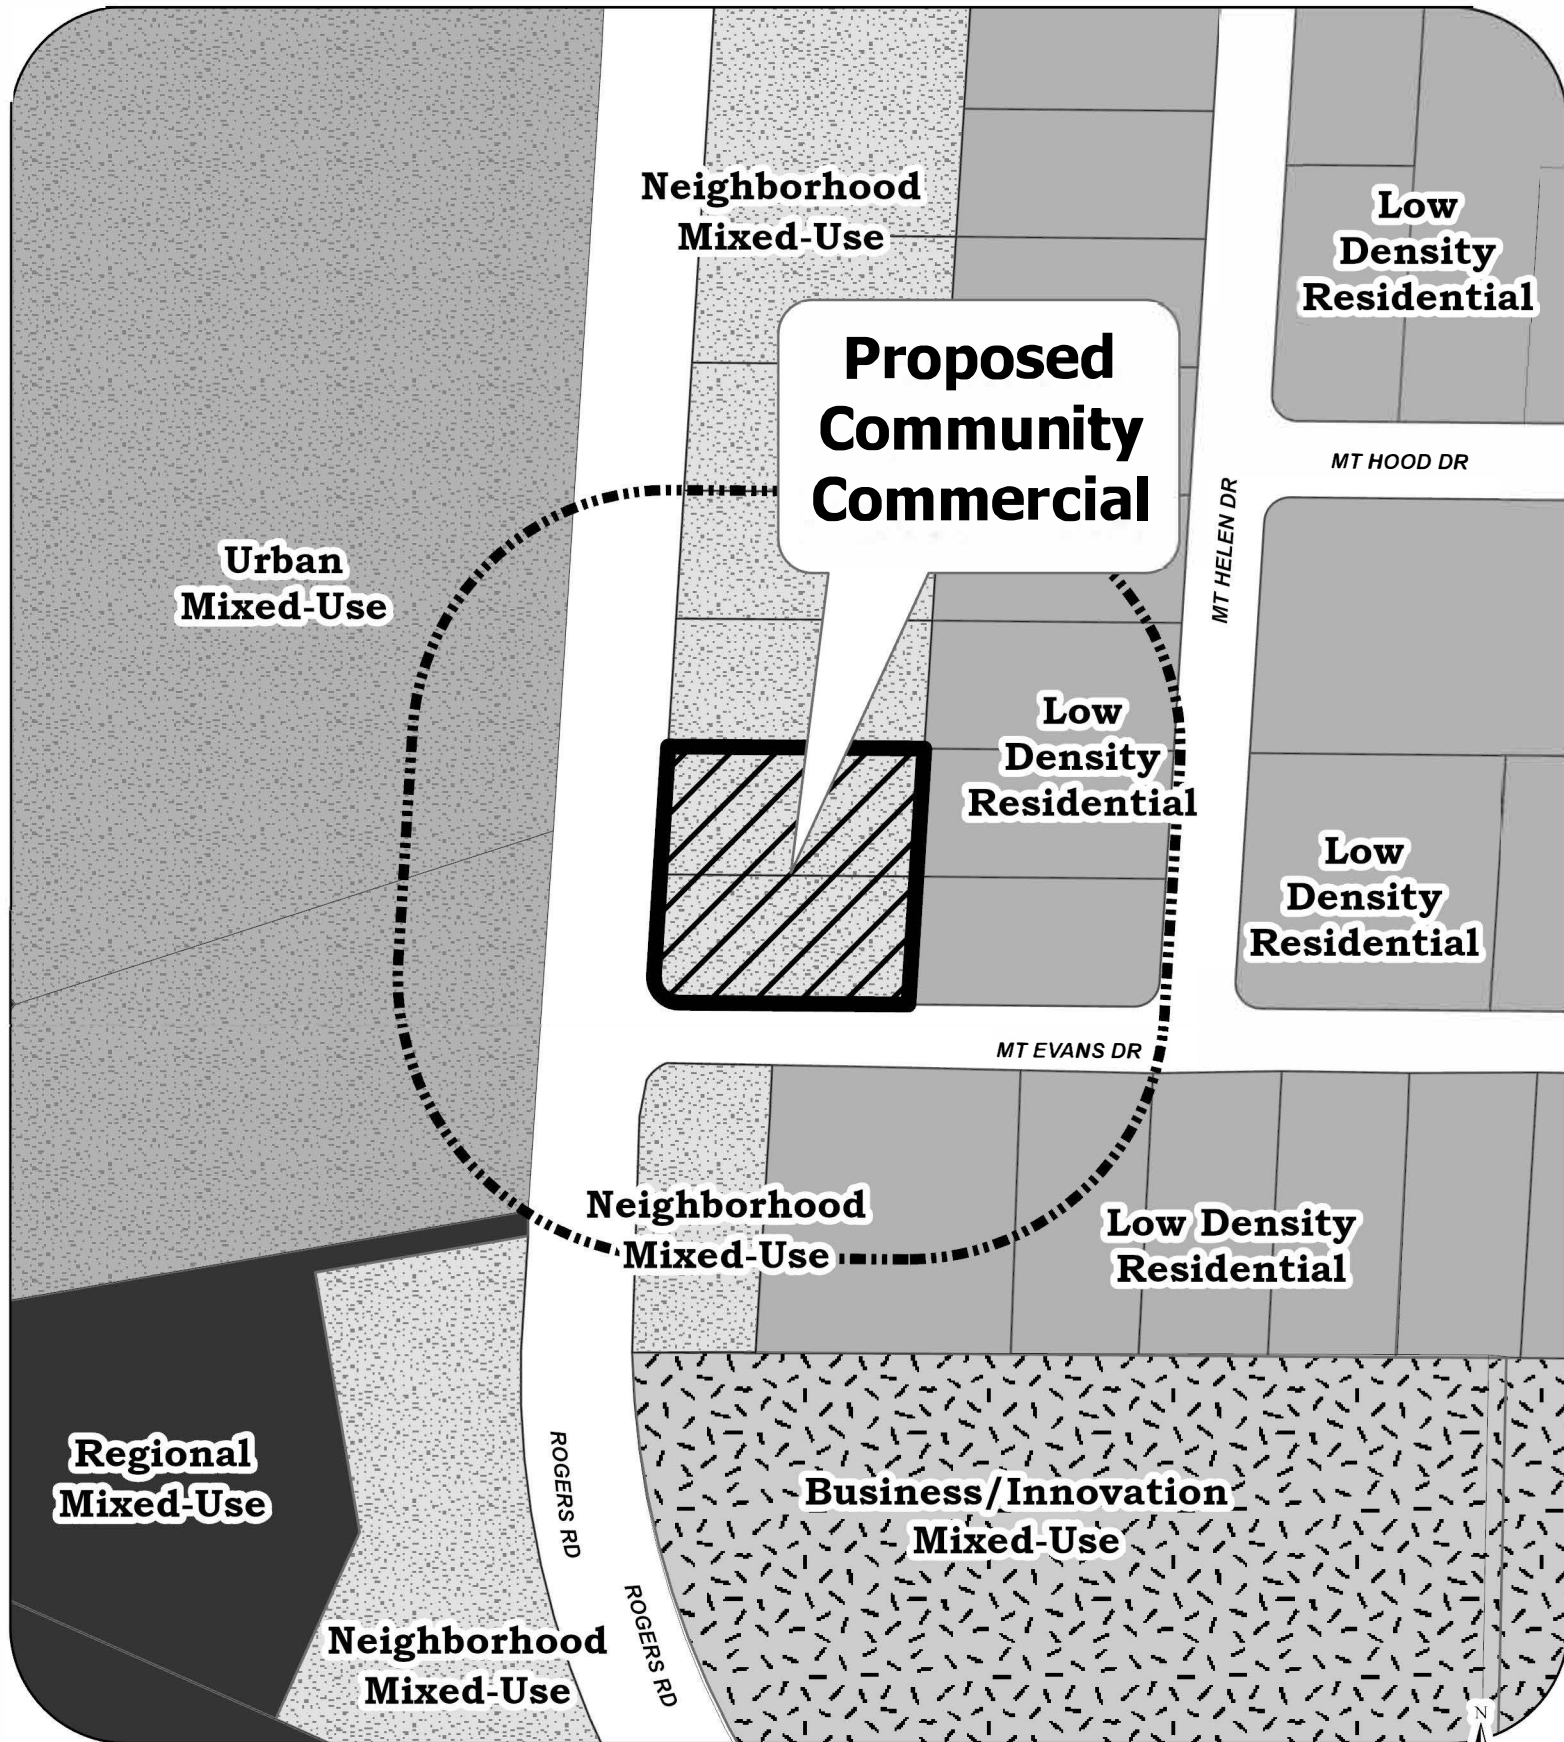 Neighborhood
Mixed-Use
Low
Density
Residential
Proposed
Community
Commercial
MT HOOD DR
MT HELEN DR
Urban
Mixed-Use
Low
Density
Residential
Low
Density
Residential
MT EVANS DR
Neighborhood
Mixed-Use
Low Density
Residential
Regional
Mixed-Use
ROGERS RD
Business/Innovation
Mixed-Use
ROGERS RD
Neighborhood
Mixed-Use
N